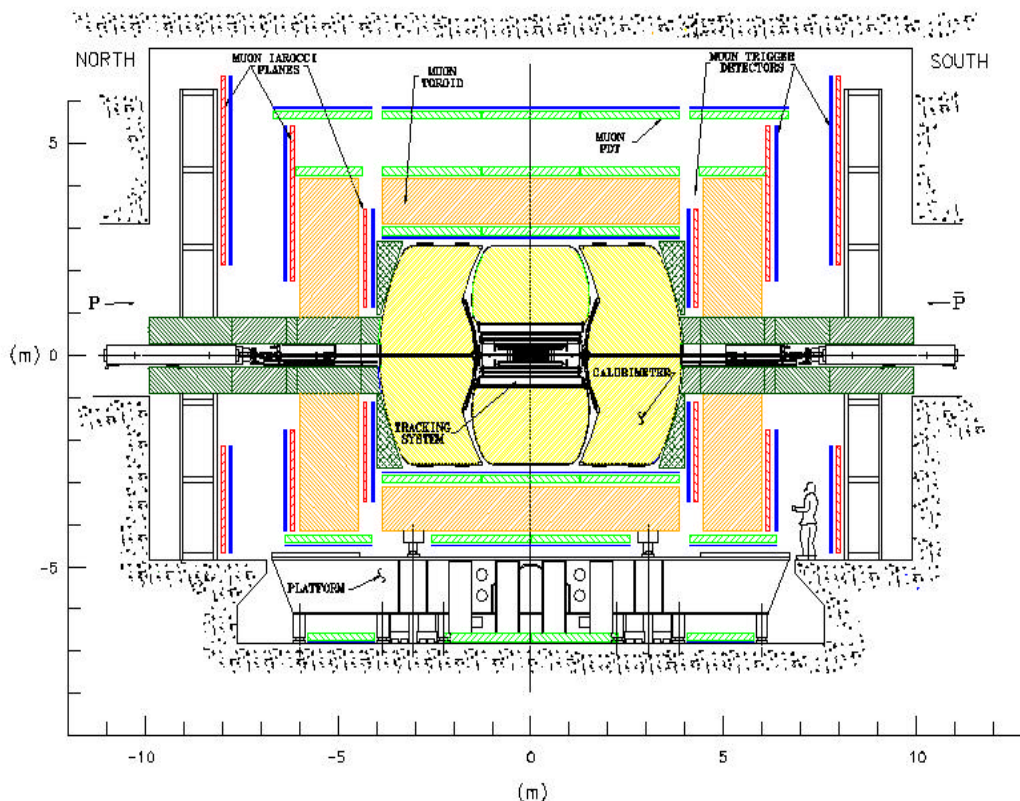 NORTH
MUON IAROCCI
PLANES
MUON
TOROID
MUON TRIGGER
DETECTORS
SOUTH
MUON
PDT
5
P
P̄
(m)
0
CALORIMETER
TRACKING
SYSTEM
-5
PLATFORM
-10
-5
0
5
10
(m)